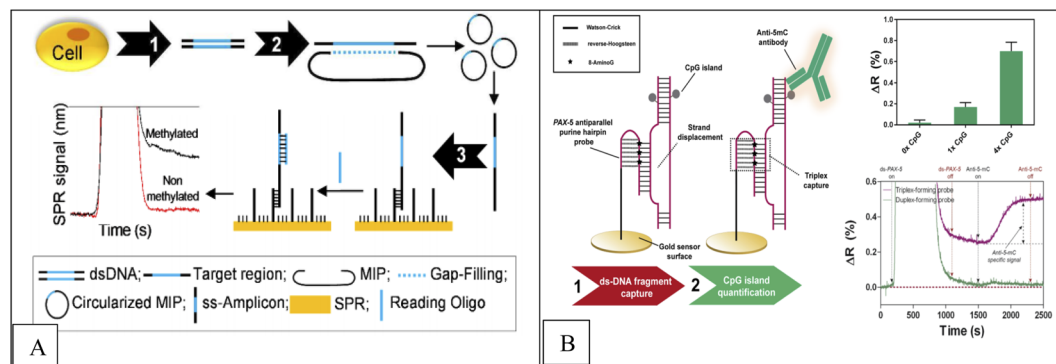 Cell
1
2
3
SPR signal (nm)
Methylated
Non
methylated
Time (s)
dsDNA;
Target region;
MIP;
Gap-Filling;
Circularized MIP;
ss-Amplicon;
SPR;
Reading Oligo
A
Watson-Crick
reverse-Hoogsteen
8-AminoG
PAX-5 antiparallel
purine hairpin
probe
CpG island
Strand
displacement
Anti-5mC
antibody
Triplex
capture
Gold sensor
surface
1
ds-DNA fragment
capture
2
CpG island
quantification
B
ΔR (%)
1.0
0.8
0.6
0.4
0.2
0.0
0x CpG
1x CpG
4x CpG
ds-PAX-5
on
ds-PAX-5
off
Anti-5-mC
on
Anti-5-mC
off
Triplex-forming probe
Duplex-forming probe
Anti-5-mC
specific signal
ΔR (%)
0.6
0.4
0.2
0.0
0
500
1000
1500
2000
2500
Time (s)